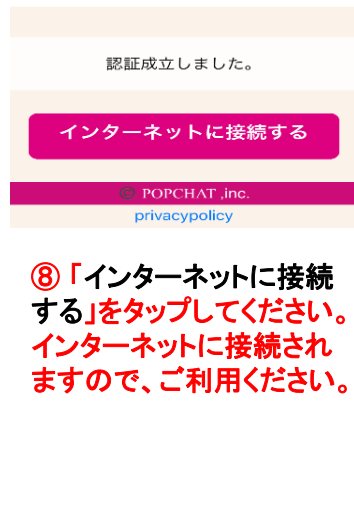 認証成立しました。
インターネットに接続する
© POPCHAT ,inc.
privacypolicy
⑧「インターネットに接続
する」をタップしてください。
インターネットに接続され
ますので、ご利用ください。